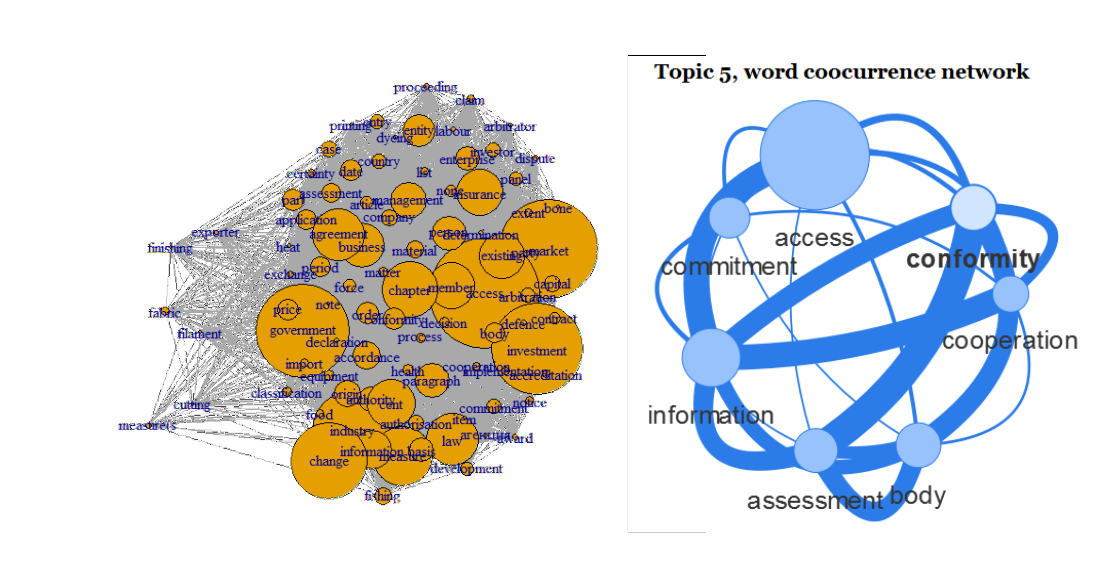 Topic 5, word coocurrence network
access
commitment
conformity
cooperation
information
assessment
body
proceeding
claim
printing
entry
dyeing
entity
labour
arbitrator
case
country
enterprise
investor
dispute
certainty
date
list
panel
part
assessment
article
management
none
insurance
company
extent
bone
application
exporter
agreement
person
determination
finishing
heat
business
material
existing
party
market
exchange
period
matter
force
chapter
member
access
capital
arbitration
fabric
price
note
order
conformity
decision
defence
contract
filament
government
process
body
declaration
investment
import
accordance
equipment
health
cooperation
implementation
accreditation
paragraph
classification
origin
authority
cent
cutting
food
commitment
notice
measure(s
authorisation
item
industry
law
агенция
award
information
basis
change
measure
development
fishing